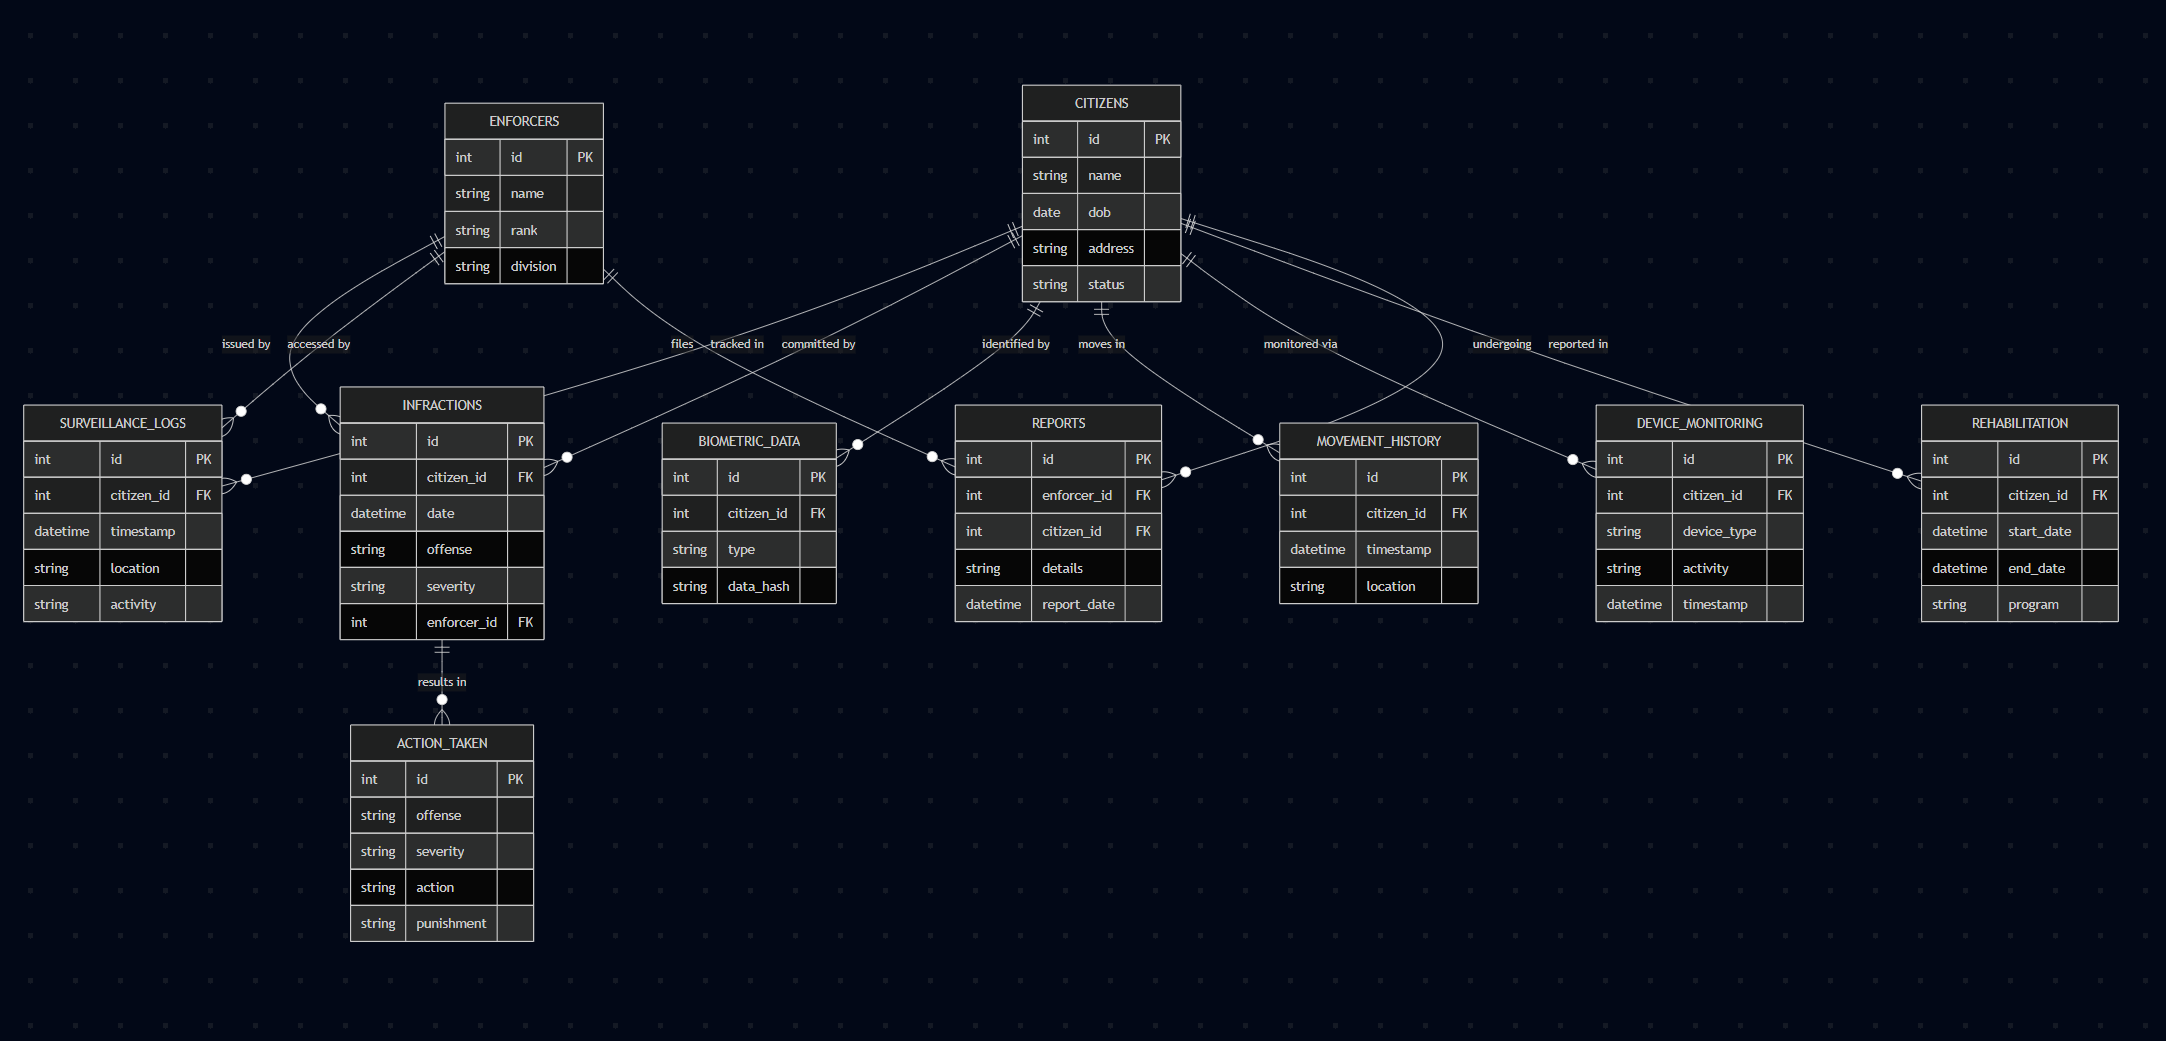 CITIZENS
int id PK
string name
date dob
string address
string status
ENFORCERS
int id PK
string name
string rank
string division
issued by
accessed by
files
tracked in
committed by
identified by
moves in
monitored via
undergoing
reported in
SURVEILLANCE_LOGS
int id PK
int citizen_id FK
datetime timestamp
string location
string activity
INFRACTIONS
int id PK
int citizen_id FK
datetime date
string offense
string severity
int enforcer_id FK
BIOMETRIC_DATA
int id PK
int citizen_id FK
string type
string data_hash
REPORTS
int id PK
int enforcer_id FK
int citizen_id FK
string details
datetime report_date
MOVEMENT_HISTORY
int id PK
int citizen_id FK
datetime timestamp
string location
DEVICE_MONITORING
int id PK
int citizen_id FK
string device_type
string activity
datetime timestamp
REHABILITATION
int id PK
int citizen_id FK
datetime start_date
datetime end_date
string program
results in
ACTION_TAKEN
int id PK
string offense
string severity
string action
string punishment